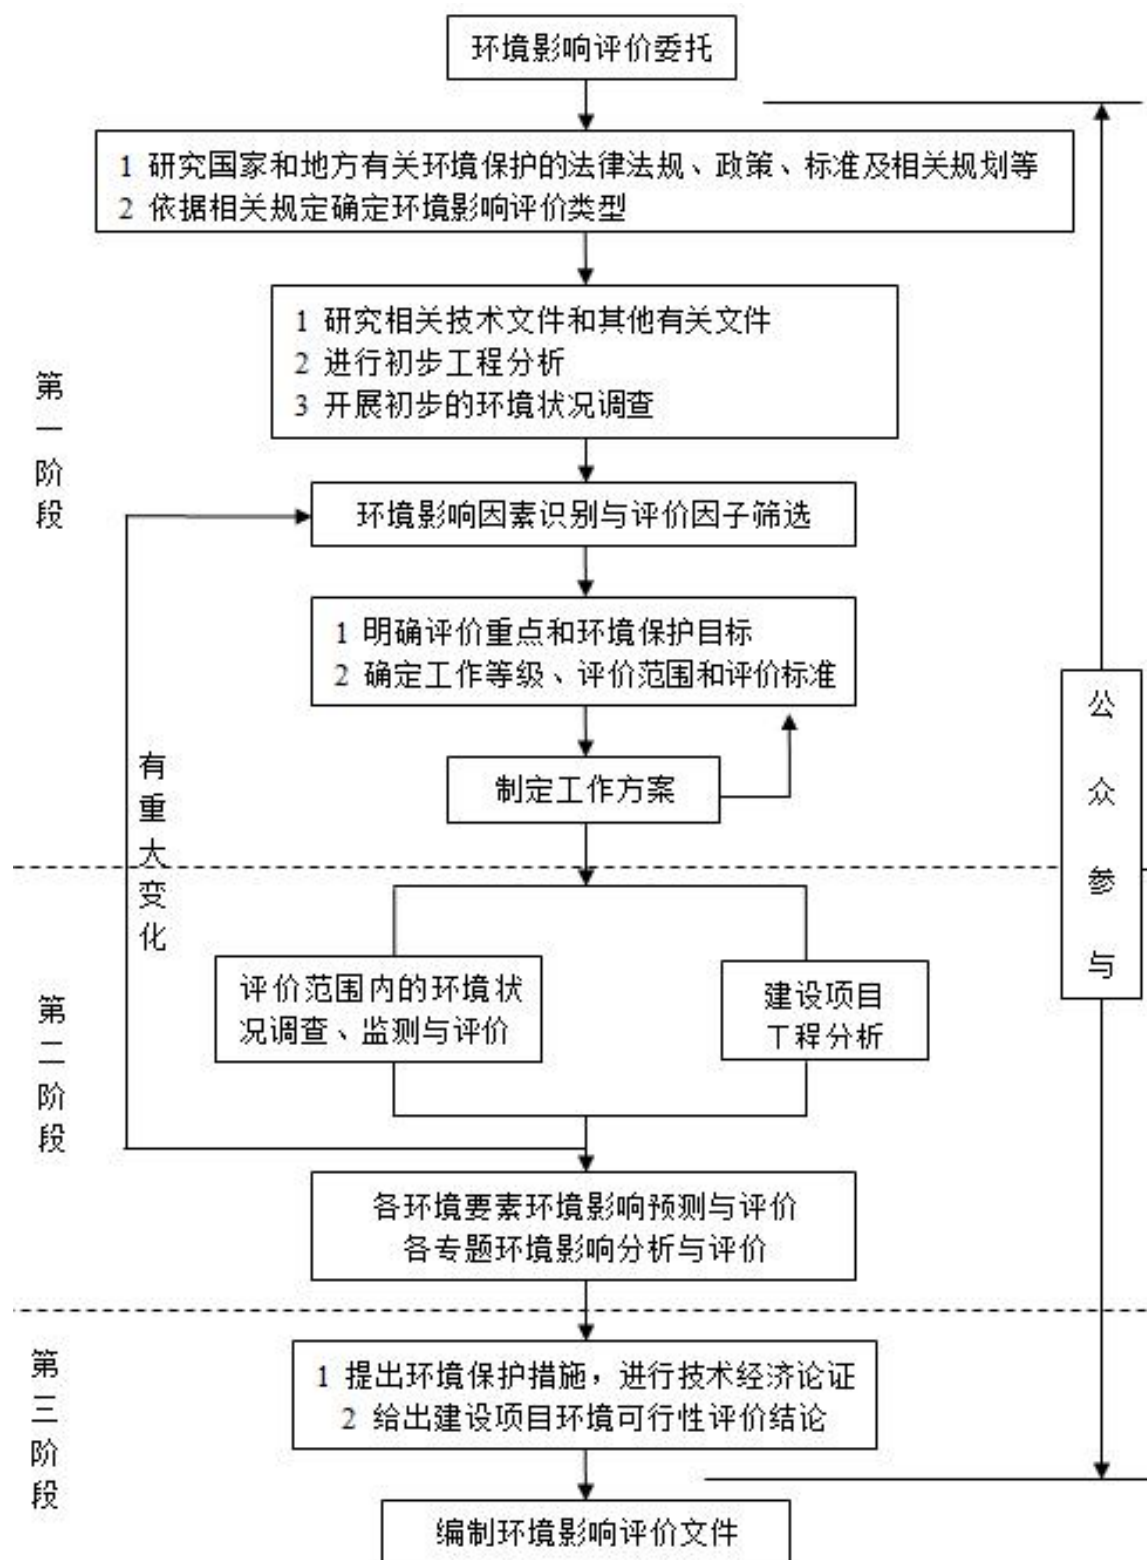 环境影响评价委托
1 研究国家和地方有关环境保护的法律法规、政策、标准及相关规划等
2 依据相关规定确定环境影响评价类型
1 研究相关技术文件和其他有关文件
2 进行初步工程分析
3 开展初步的环境状况调查
第一阶段
环境影响因素识别与评价因子筛选
1 明确评价重点和环境保护目标
2 确定工作等级、评价范围和评价标准
制定工作方案
有重大变化
公众参与
第二阶段
评价范围内的环境状
况调查、监测与评价
建设项目
工程分析
各环境要素环境影响预测与评价
各专题环境影响分析与评价
第三阶段
1 提出环境保护措施，进行技术经济论证
2 给出建设项目环境可行性评价结论
编制环境影响评价文件